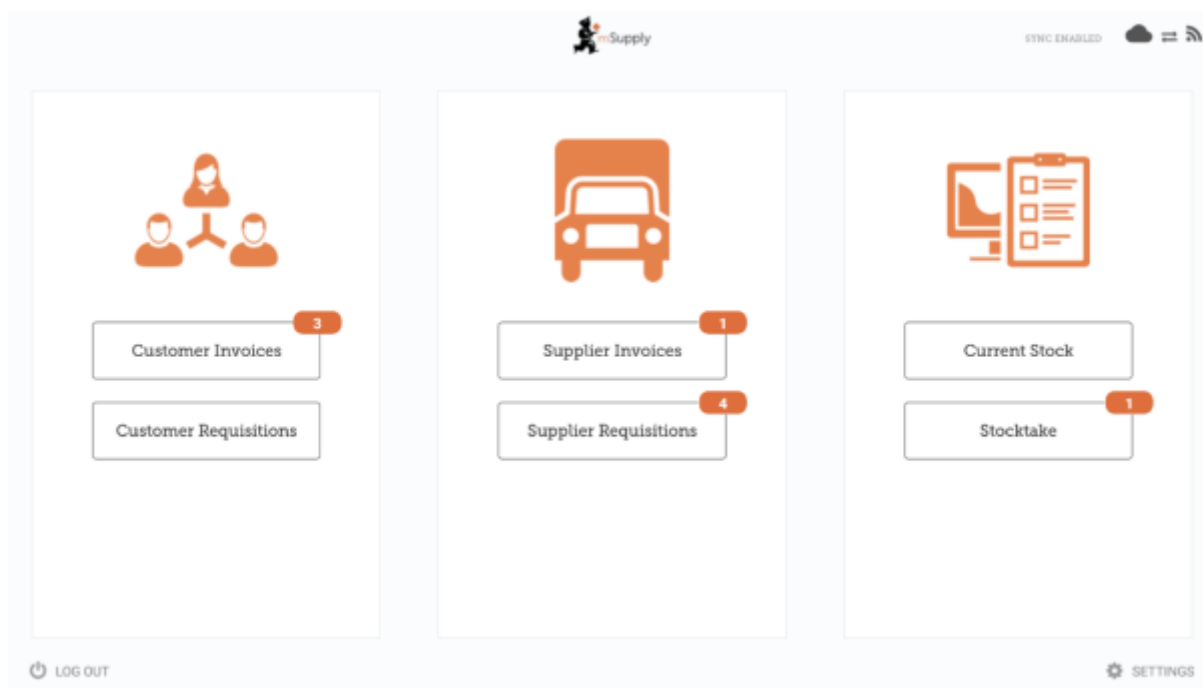 mSupply
SYNC ENABLED
3
Customer Invoices
Customer Requisitions
1
Supplier Invoices
4
Supplier Requisitions
Current Stock
1
Stocktake
LOG OUT
SETTINGS